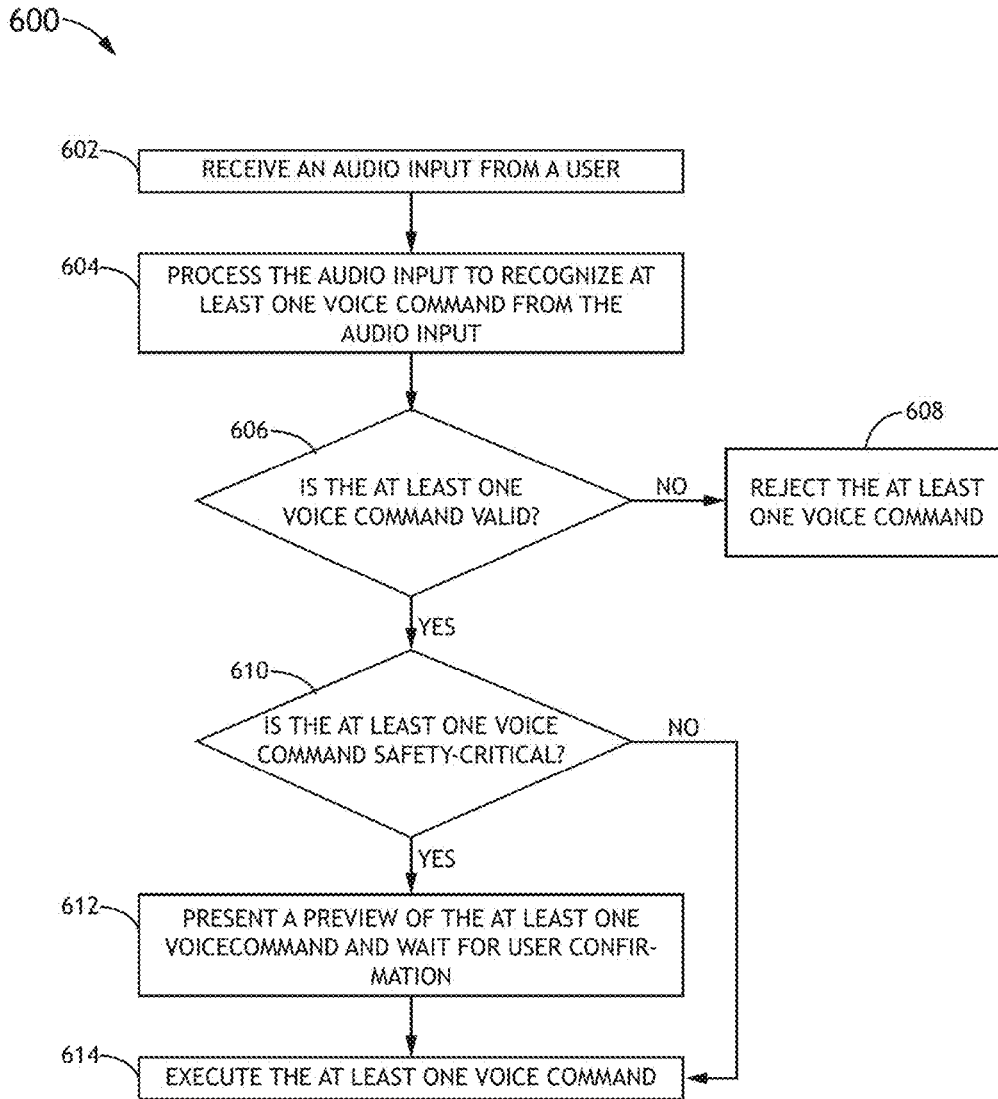 600
602
RECEIVE AN AUDIO INPUT FROM A USER
604
PROCESS THE AUDIO INPUT TO RECOGNIZE AT
LEAST ONE VOICE COMMAND FROM THE
AUDIO INPUT
606
IS THE AT LEAST ONE
VOICE COMMAND VALID?
NO
608
REJECT THE AT LEAST
ONE VOICE COMMAND
YES
610
IS THE AT LEAST ONE VOICE
COMMAND SAFETY-CRITICAL?
NO
YES
612
PRESENT A PREVIEW OF THE AT LEAST ONE
VOICECOMMAND AND WAIT FOR USER CONFIR-
MATION
614
EXECUTE THE AT LEAST ONE VOICE COMMAND